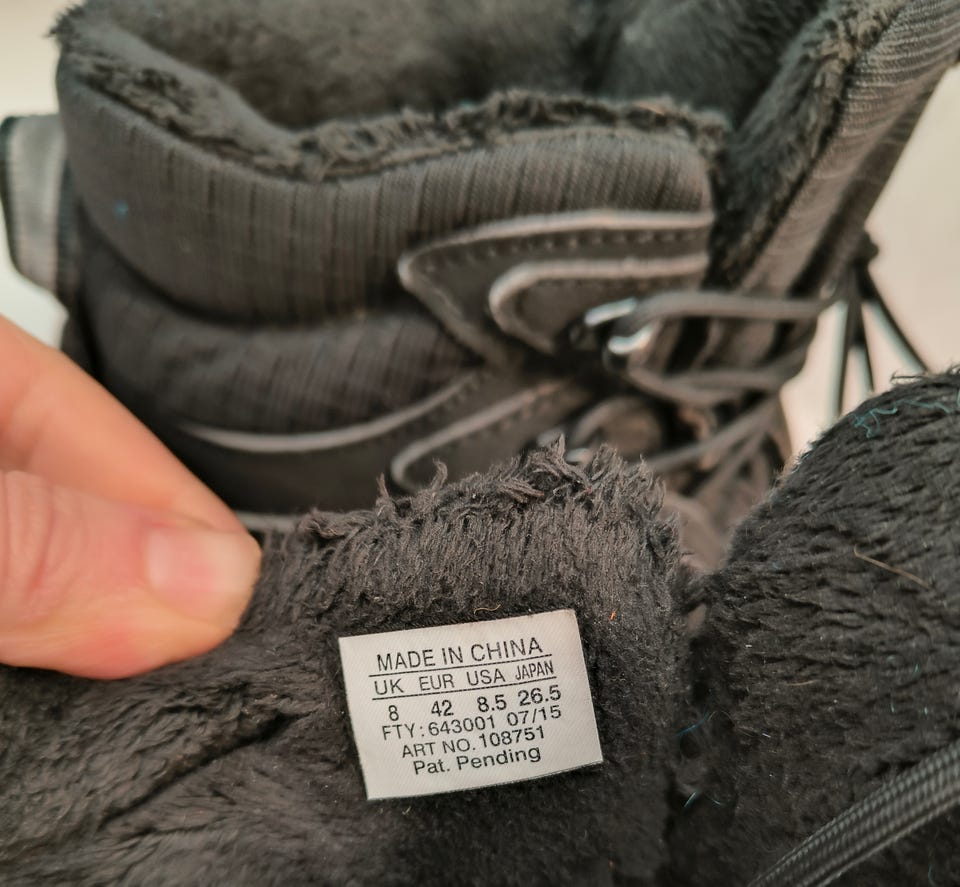 MADE IN CHINA
UK EUR USA JAPAN
8 42 8.5 26.5
FTY: 643001 07/15
ART NO. 108751
Pat. Pending